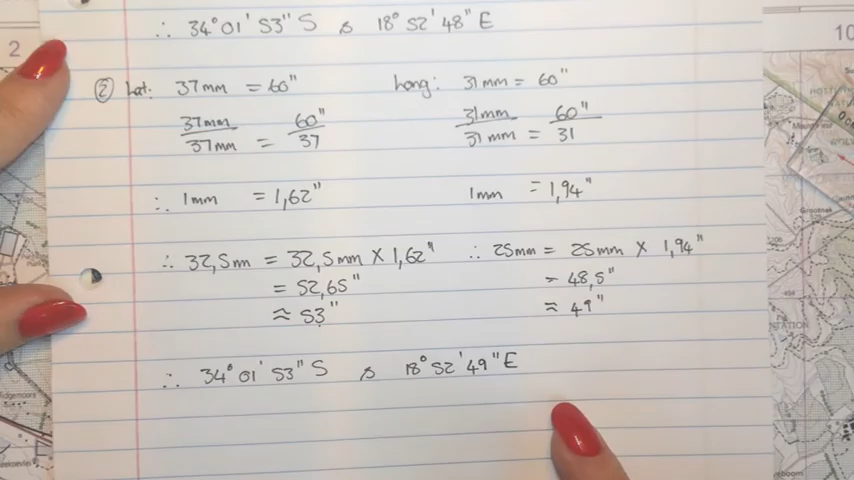 2
10
∴ 34° 01' 53" S & 18° 52' 48" E
② Lat: 37mm = 60" Long: 31mm = 60"
37mm/37mm = 60"/37 31mm/31mm = 60"/31
∴ 1mm = 1,62" 1mm = 1,94"
∴ 32,5mm = 32,5mm X 1,62" ∴ 25mm = 25mm X 1,94"
= 52,65" = 48,5"
≈ 53" ≈ 49"
∴ 34° 01' 53" S & 18° 52' 49" E